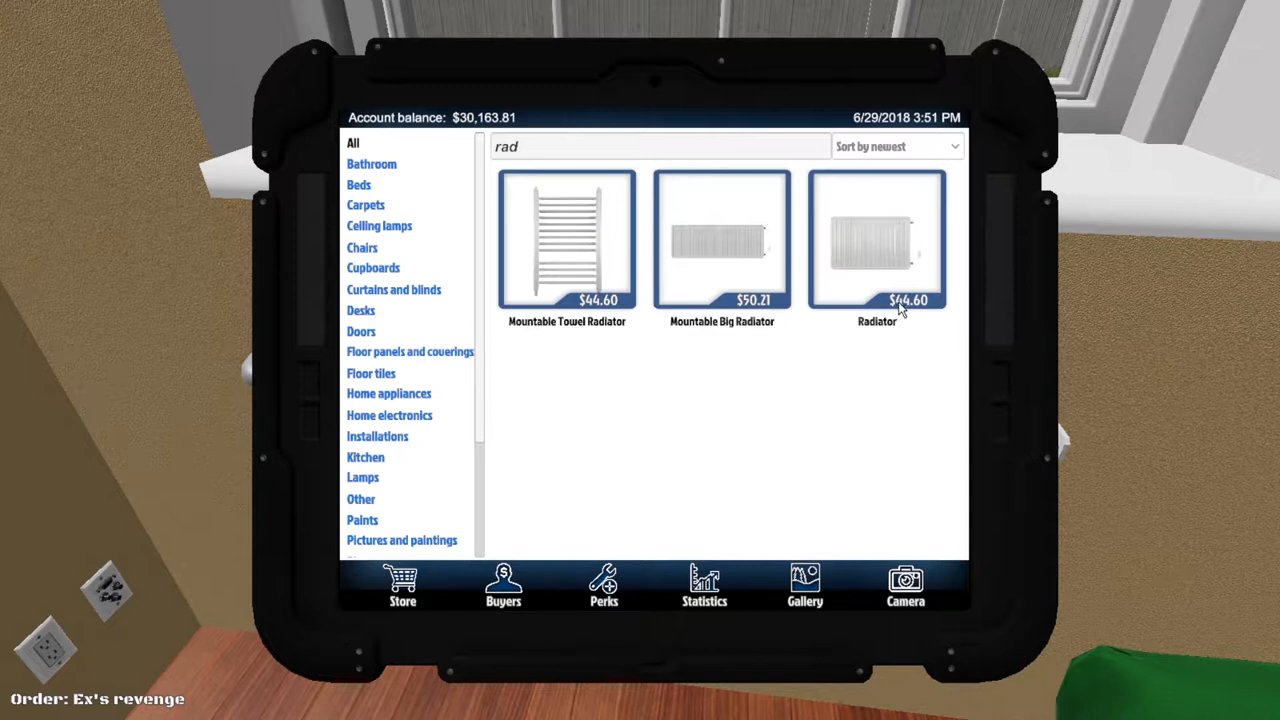 Account balance: $30,163.81
6/29/2018 3:51 PM
All
Bathroom
Beds
Carpets
Ceiling lamps
Chairs
Cupboards
Curtains and blinds
Desks
Doors
Floor panels and coverings
Floor tiles
Home appliances
Home electronics
Installations
Kitchen
Lamps
Other
Paints
Pictures and paintings
rad
Sort by newest
$44.60
Mountable Towel Radiator
$50.21
Mountable Big Radiator
$44.60
Radiator
Store
Buyers
Perks
Statistics
Gallery
Camera
Order: Ex's revenge